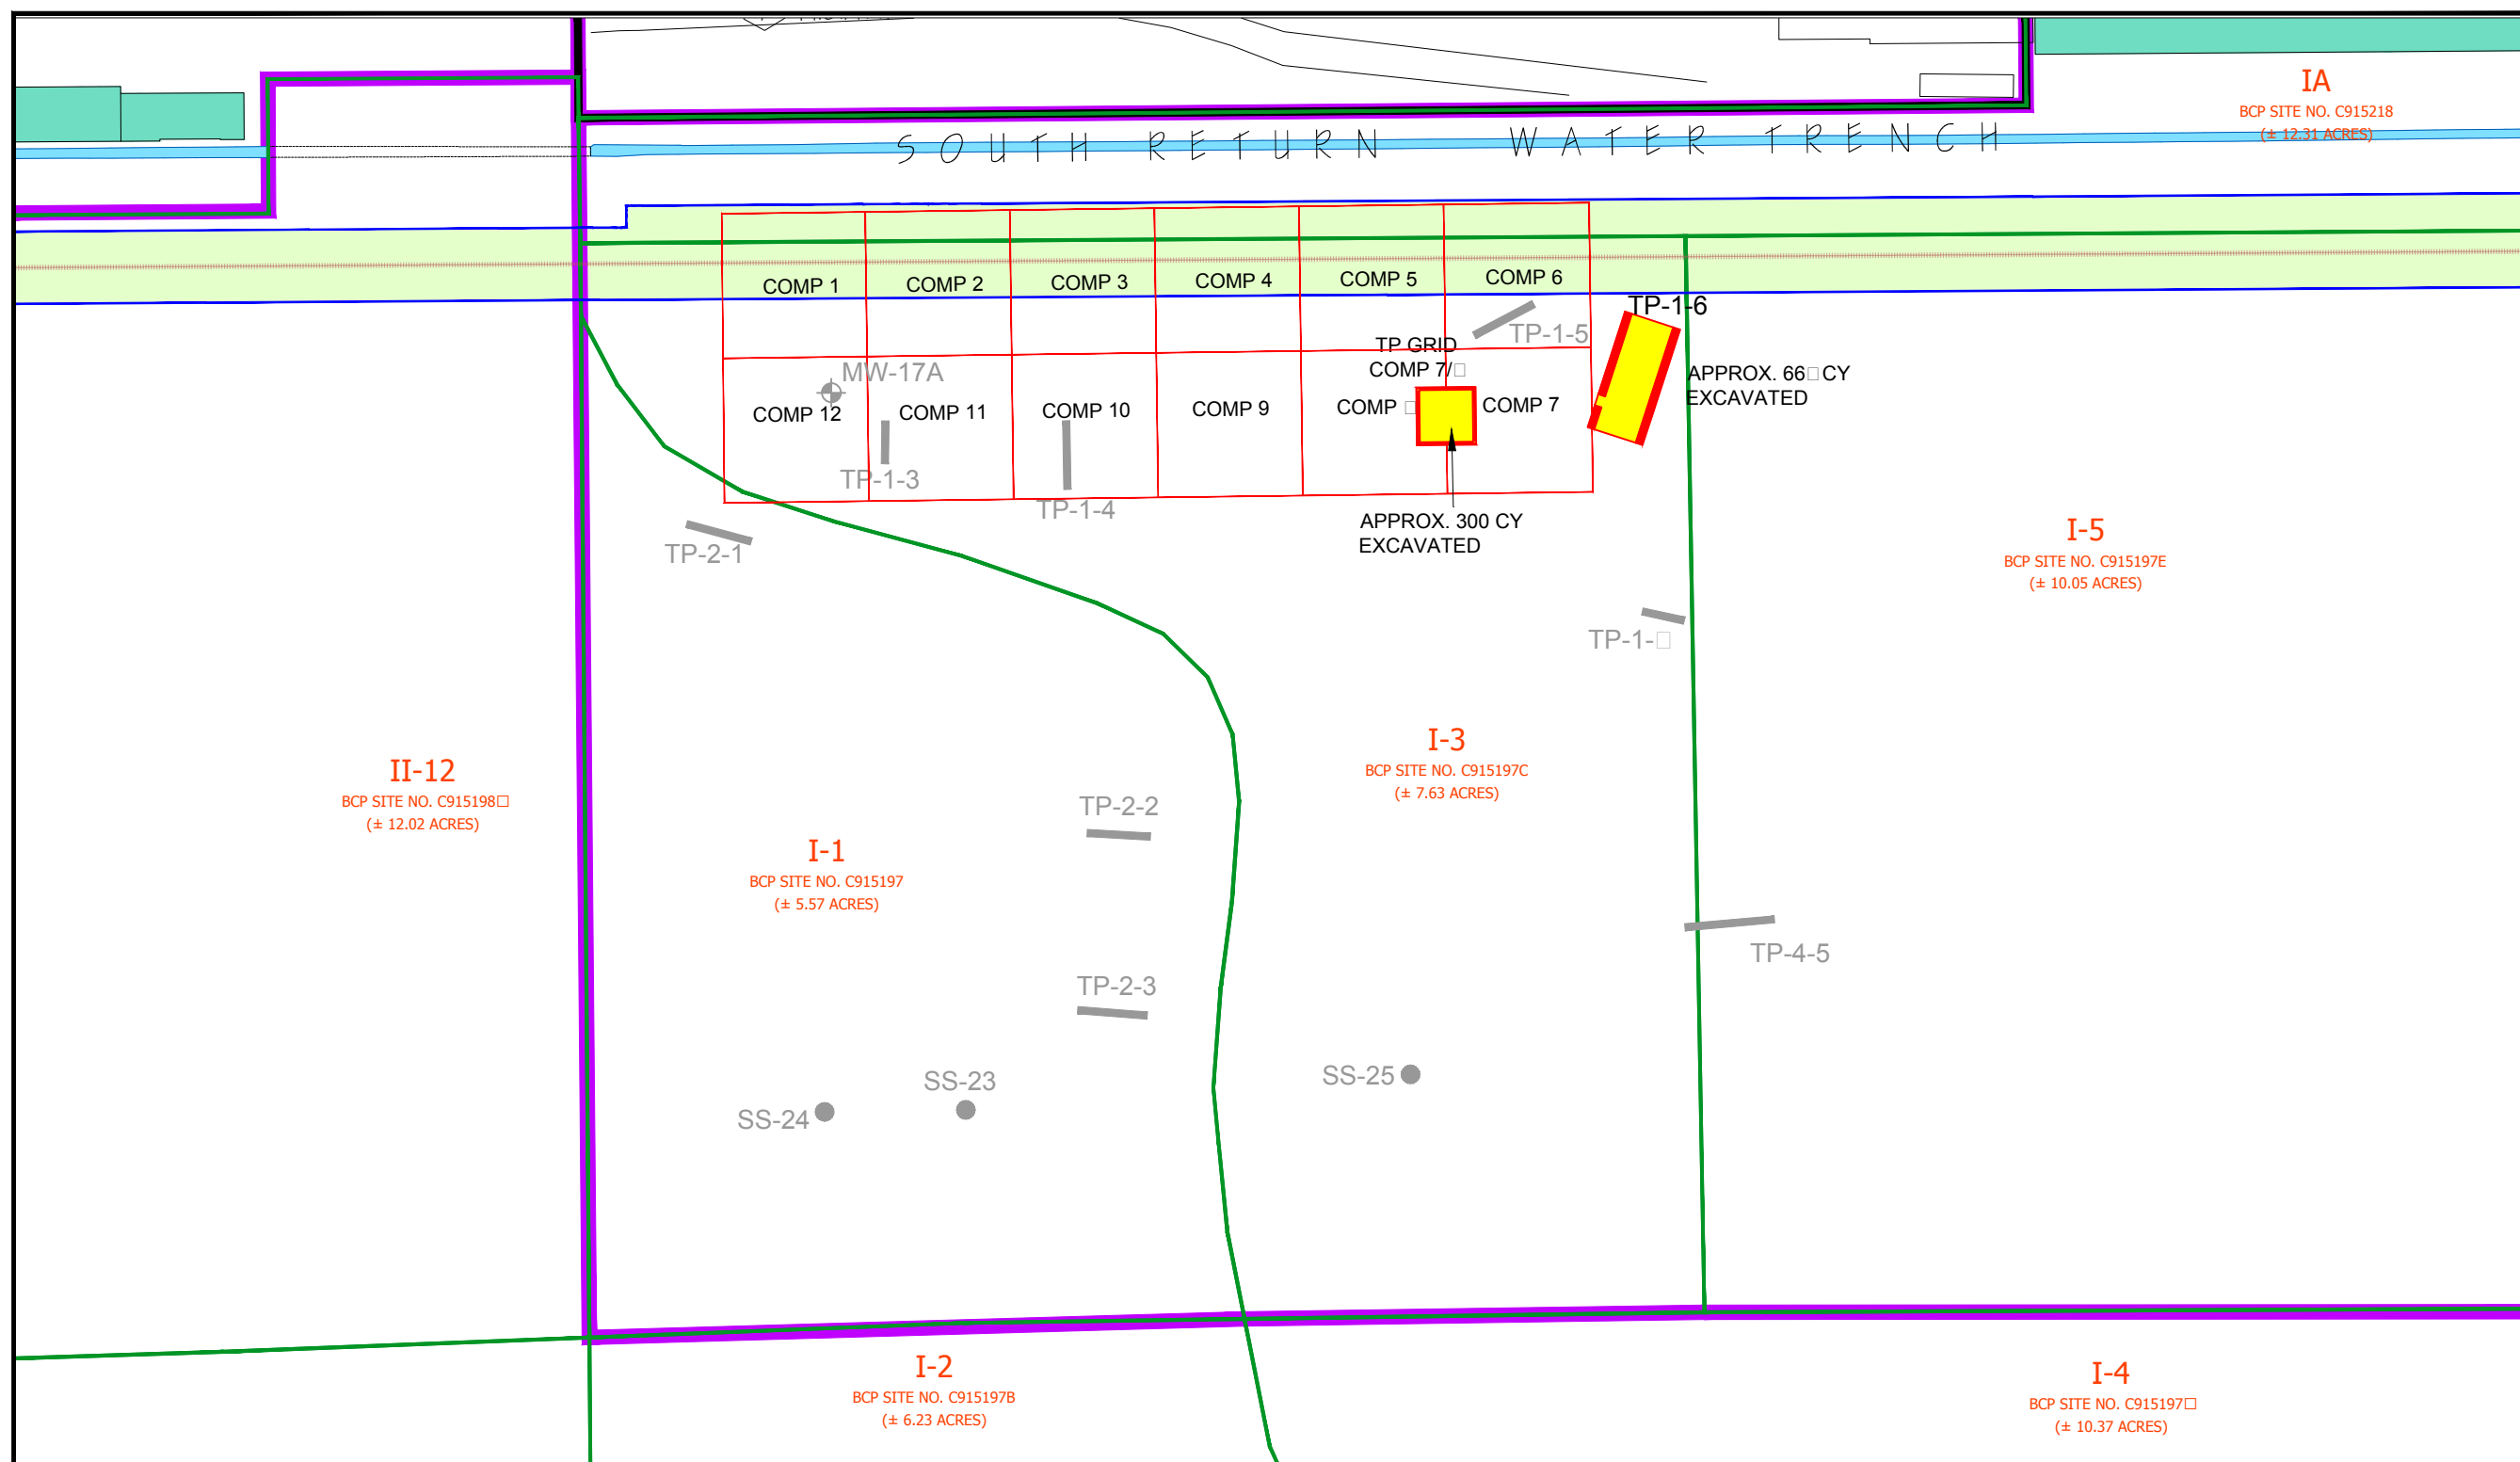 IA
BCP SITE NO. C915218
(± 12.31 ACRES)
SOUTH RETURN WATER TRENCH
COMP 1
COMP 2
COMP 3
COMP 4
COMP 5
COMP 6
TP-1-6
TP-1-5
TP GRID
COMP 7/□
APPROX. 66□ CY
EXCAVATED
MW-17A
COMP 12
COMP 11
COMP 10
COMP 9
COMP □
COMP 7
TP-1-3
TP-1-4
APPROX. 300 CY
EXCAVATED
TP-2-1
I-5
BCP SITE NO. C915197E
(± 10.05 ACRES)
TP-1-□
I-3
BCP SITE NO. C915197C
(± 7.63 ACRES)
II-12
BCP SITE NO. C915198□
(± 12.02 ACRES)
TP-2-2
I-1
BCP SITE NO. C915197
(± 5.57 ACRES)
TP-4-5
TP-2-3
SS-23
SS-25
SS-24
I-2
BCP SITE NO. C915197B
(± 6.23 ACRES)
I-4
BCP SITE NO. C915197□
(± 10.37 ACRES)